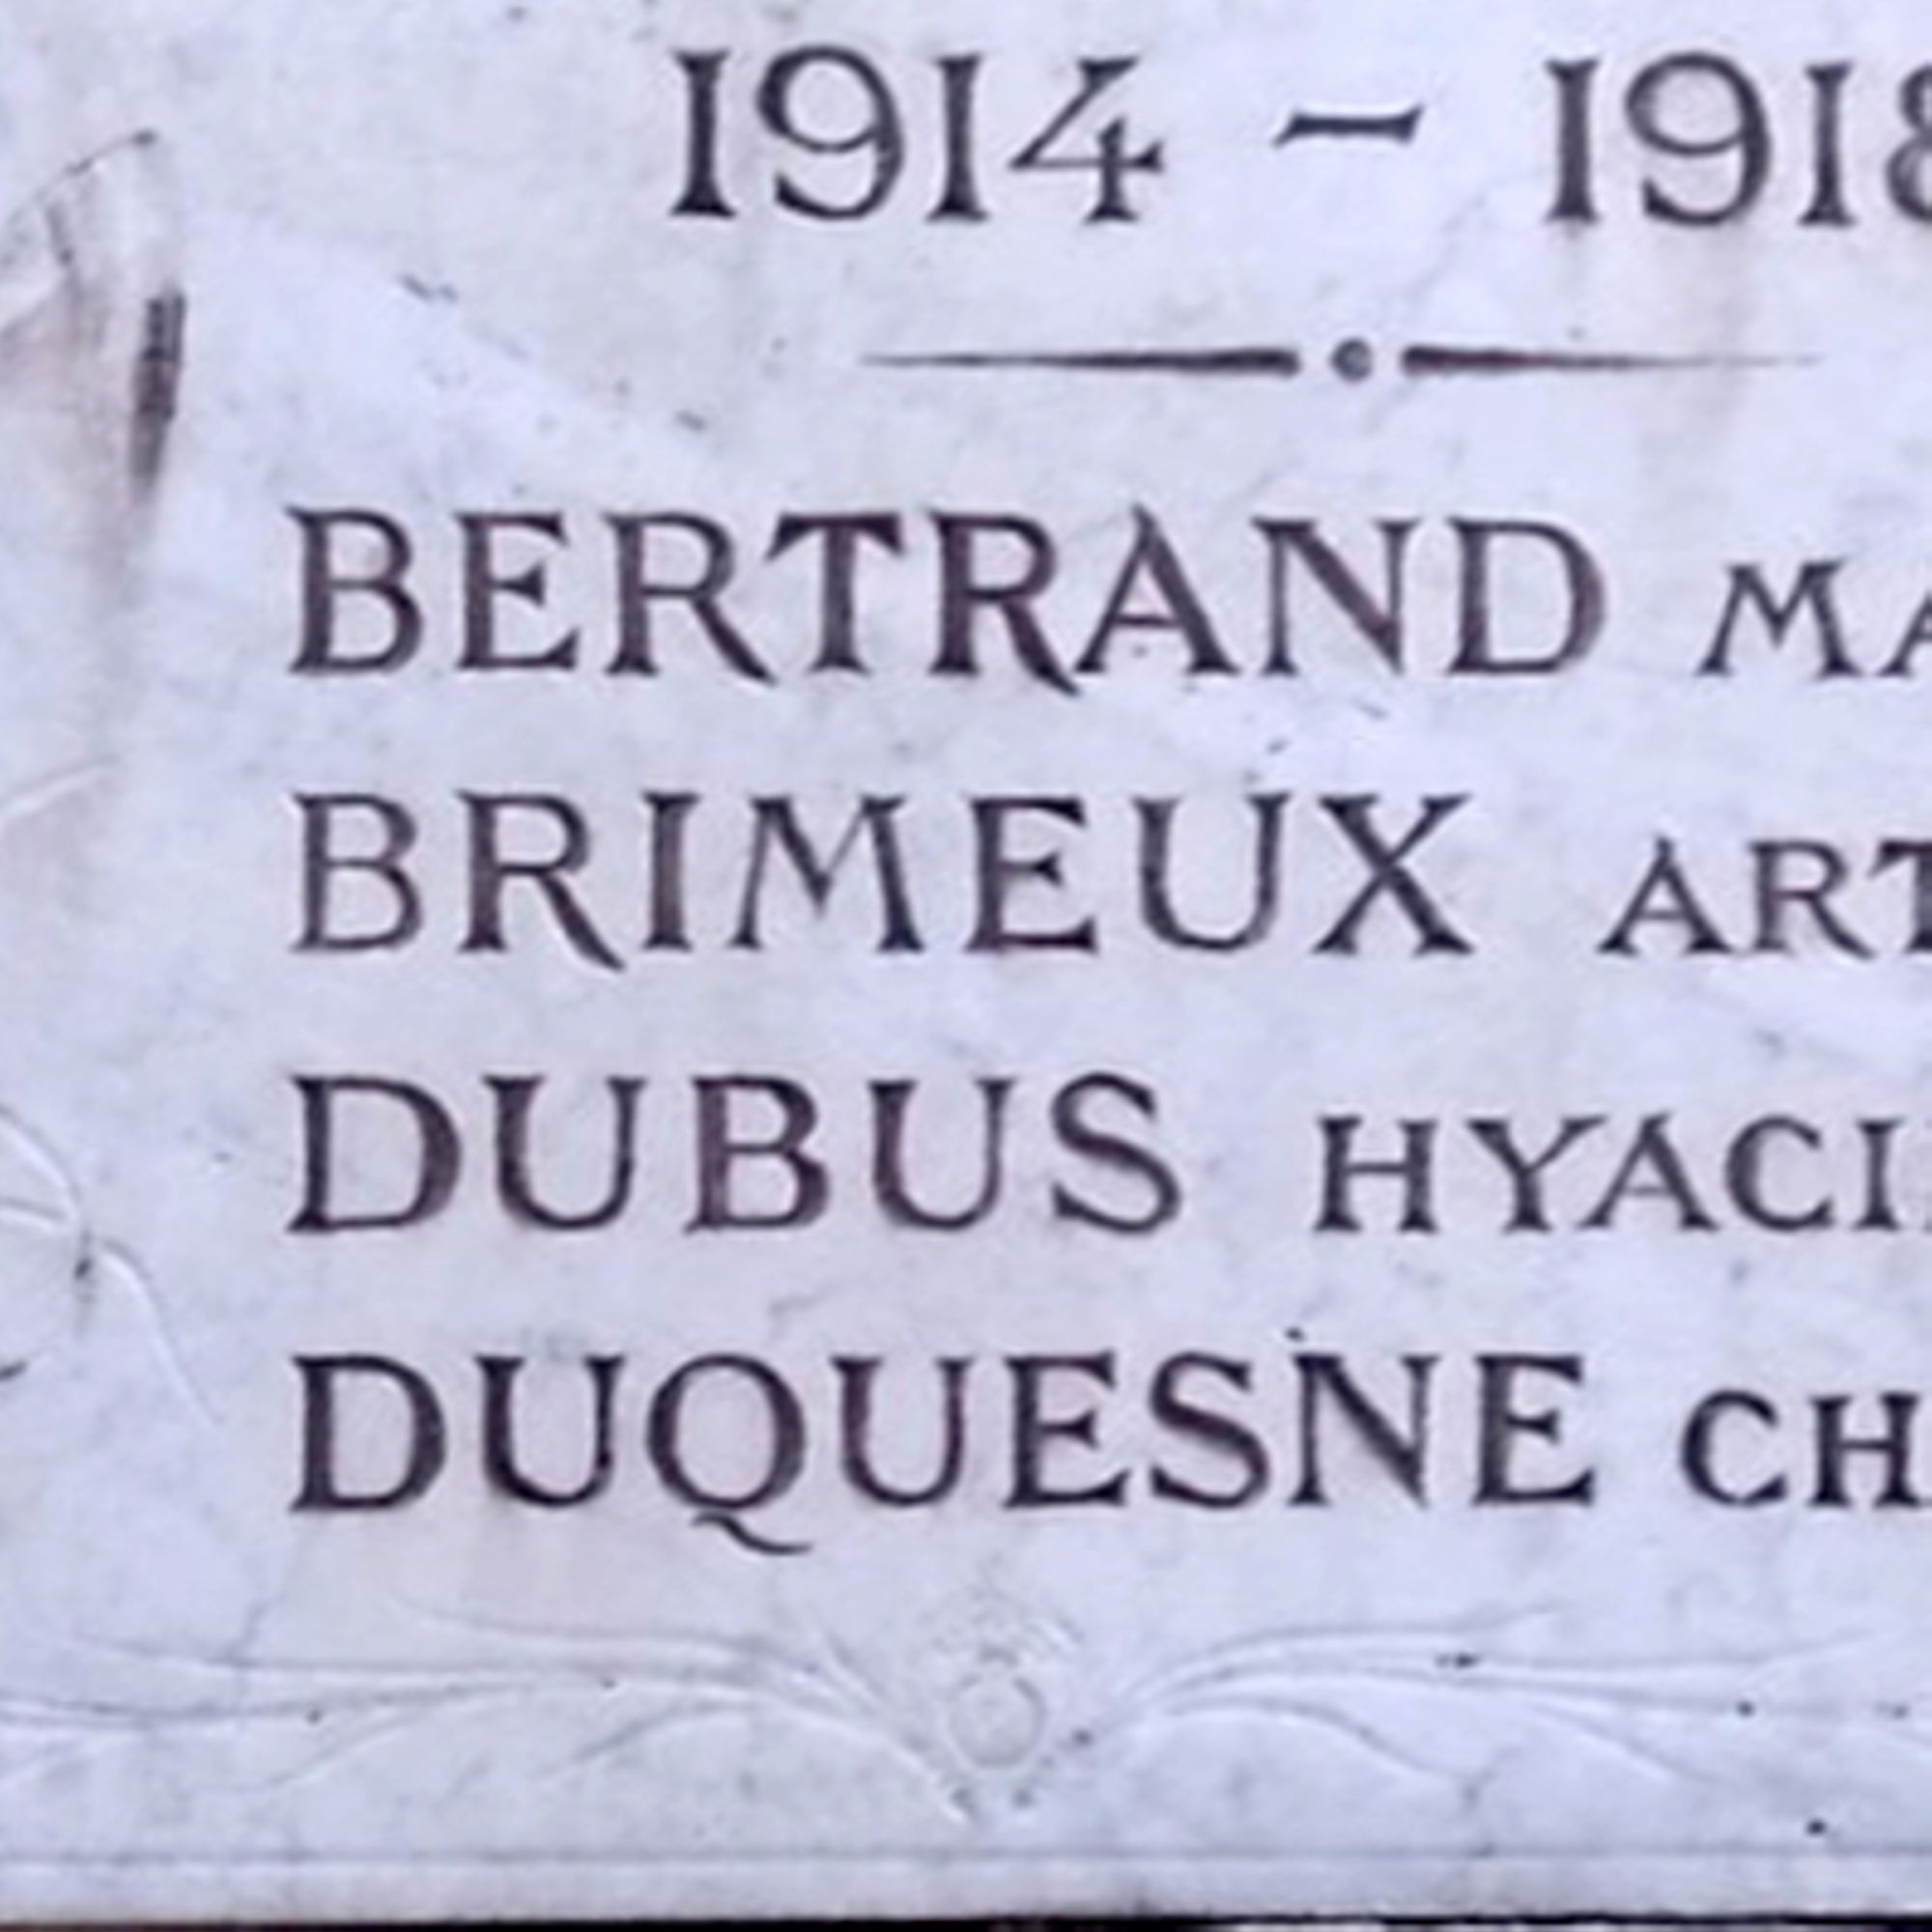 1914 - 1918
BERTRAND MA
BRIMEUX ART
DUBUS HYACI
DUQUESNE CH